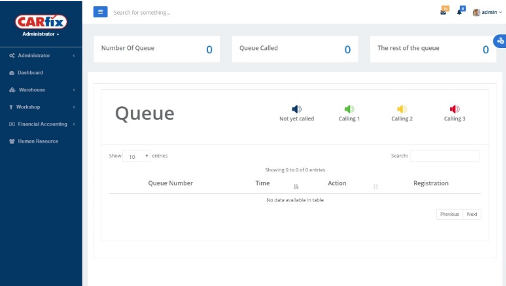 CARfix
Administrator
Search for something...
admin
Administrator
Dashboard
Warehouse
Workshop
Financial Accounting
Human Resource
Number Of Queue 0
Queue Called 0
The rest of the queue 0
Queue
Not yet called
Calling 1
Calling 2
Calling 3
Show 10 entries
Search:
Showing 0 to 0 of 0 entries
Queue Number Time Action Registration
No data available in table
Previous Next